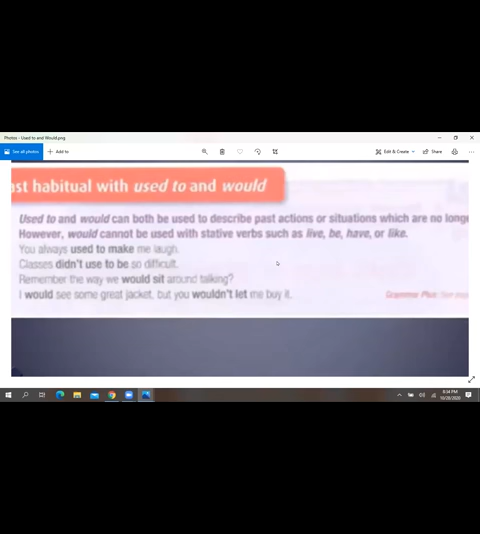 Photos - Used to and Would.png
See all photos
Add to
Edit & Create
Share
st habitual with used to and would
Used to and would can both be used to describe past actions or situations which are no longe
However, would cannot be used with stative verbs such as live, be, have, or like.
You always used to make me laugh.
Classes didn't use to be so difficult.
Remember the way we would sit around talking?
I would see some great jacket, but you wouldn't let me buy it.
Grammar Plus
8:34 PM
10/28/2020